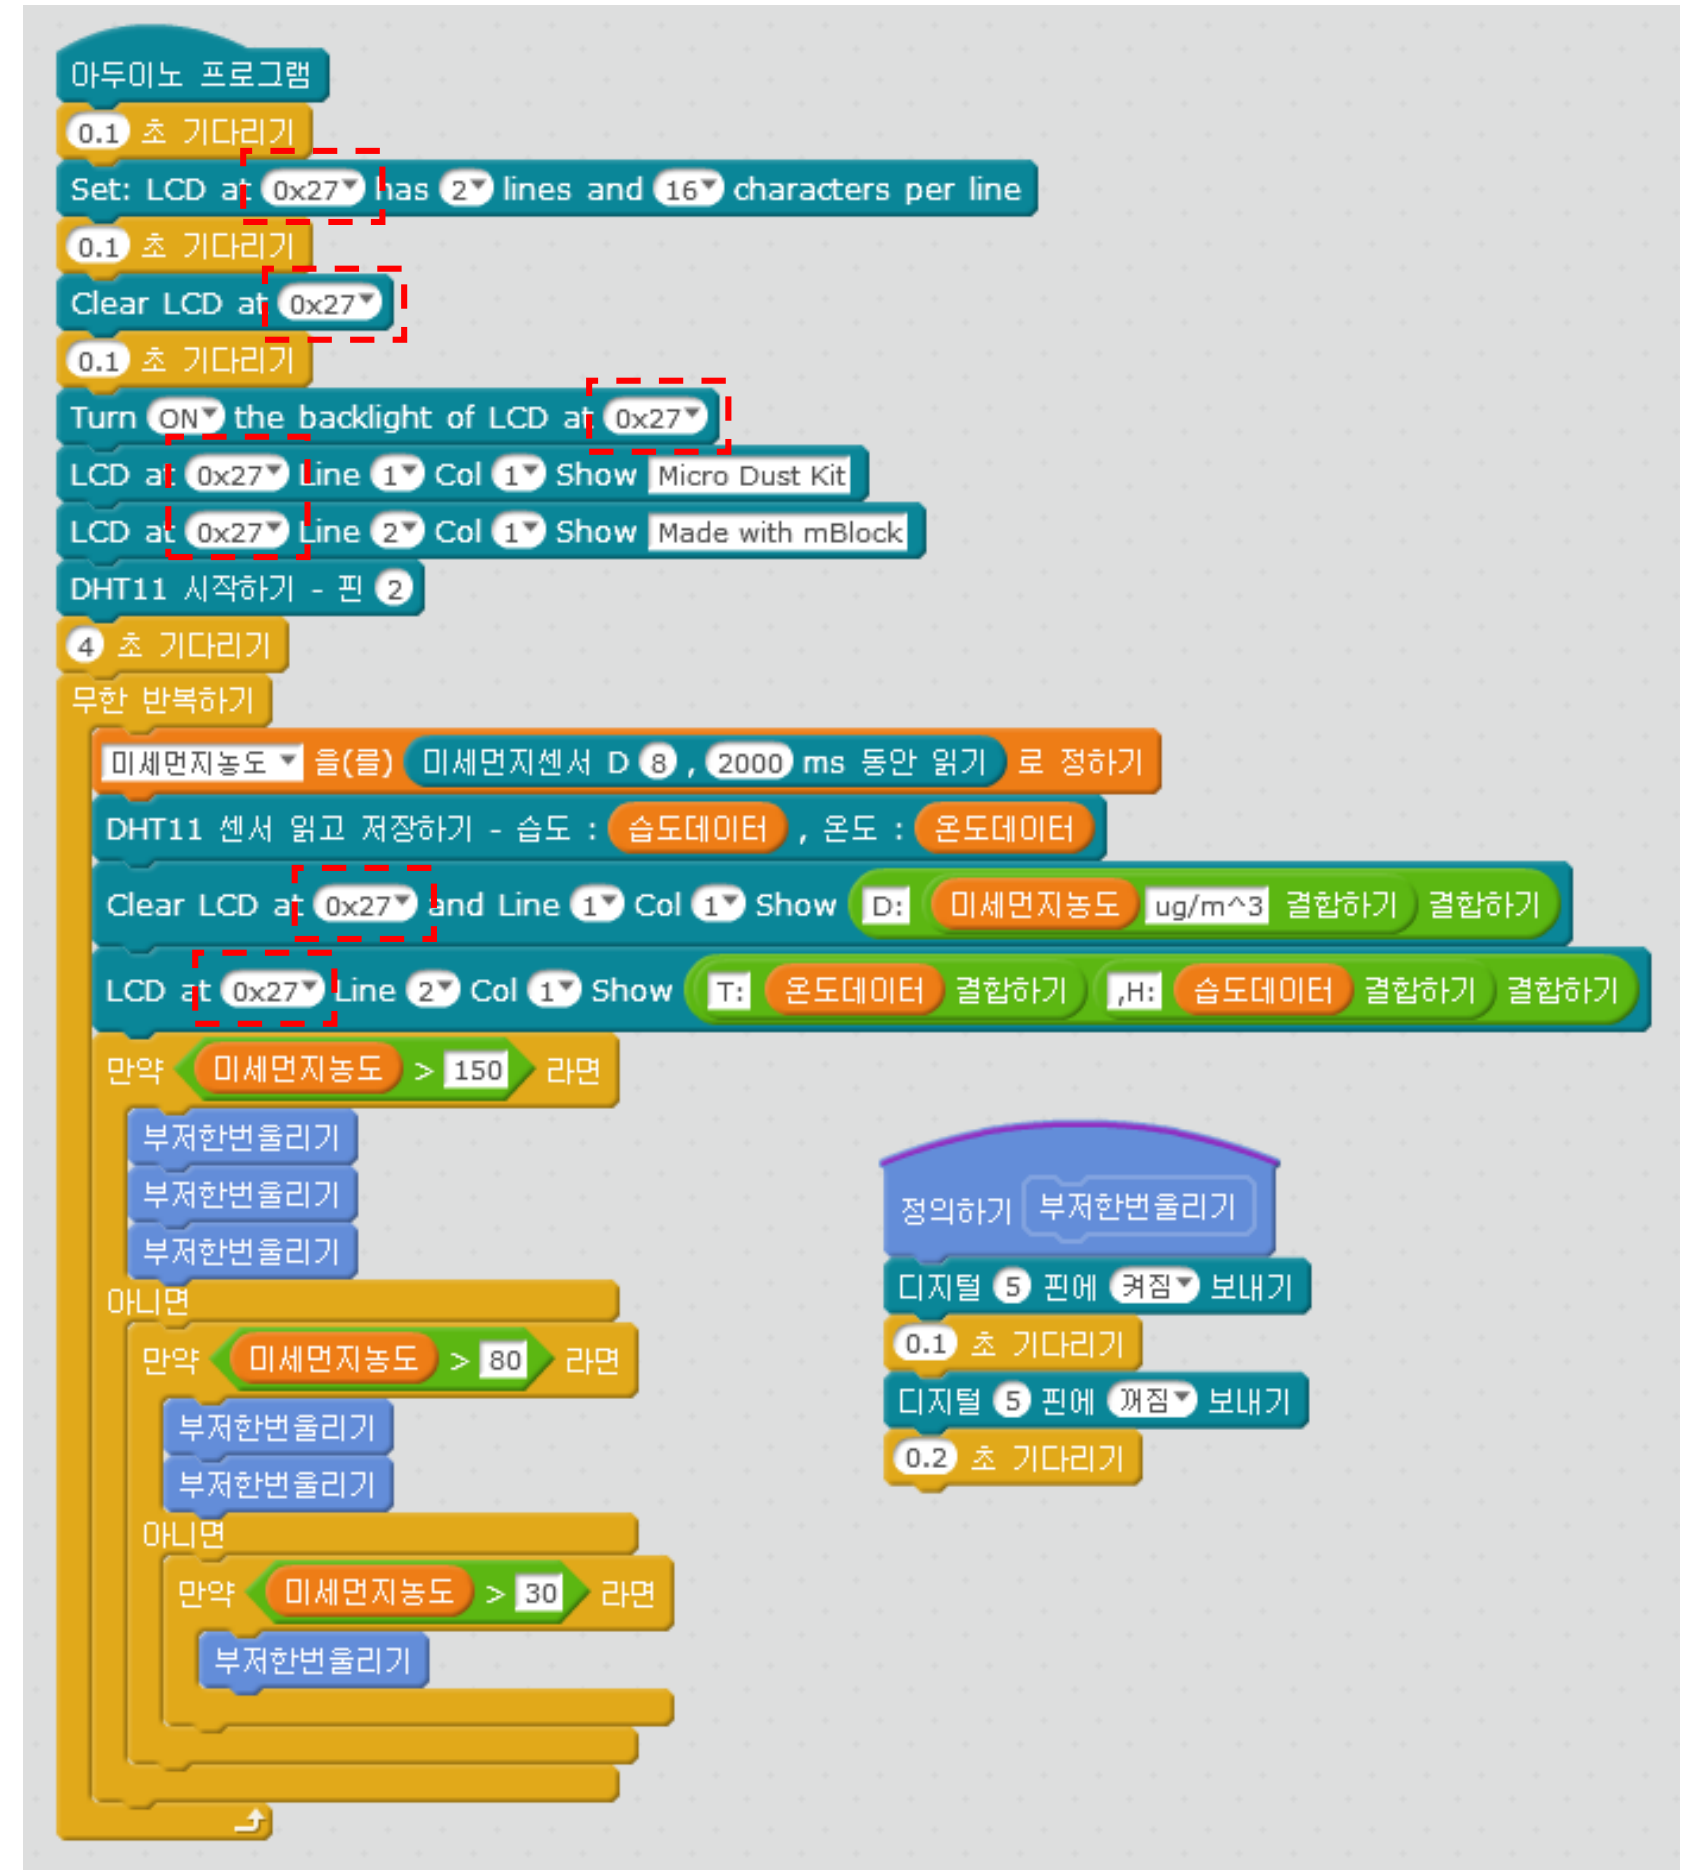 아두이노 프로그램
0.1 초 기다리기
Set: LCD at 0x27 has 2 lines and 16 characters per line
0.1 초 기다리기
Clear LCD at 0x27
0.1 초 기다리기
Turn ON the backlight of LCD at 0x27
LCD at 0x27 Line 1 Col 1 Show Micro Dust Kit
LCD at 0x27 Line 2 Col 1 Show Made with mBlock
DHT11 시작하기 - 핀 2
4 초 기다리기
무한 반복하기
미세먼지농도 을(를) 미세먼지센서 D 8 , 2000 ms 동안 읽기 로 정하기
DHT11 센서 읽고 저장하기 - 습도 : 습도데이터 , 온도 : 온도데이터
Clear LCD at 0x27 and Line 1 Col 1 Show D: 미세먼지농도 ug/m^3 결합하기 결합하기
LCD at 0x27 Line 2 Col 1 Show T: 온도데이터 결합하기 ,H: 습도데이터 결합하기 결합하기
만약 미세먼지농도 > 150 라면
부저한번울리기
부저한번울리기
부저한번울리기
아니면
만약 미세먼지농도 > 80 라면
부저한번울리기
부저한번울리기
아니면
만약 미세먼지농도 > 30 라면
부저한번울리기
정의하기 부저한번울리기
디지털 5 핀에 켜짐 보내기
0.1 초 기다리기
디지털 5 핀에 꺼짐 보내기
0.2 초 기다리기